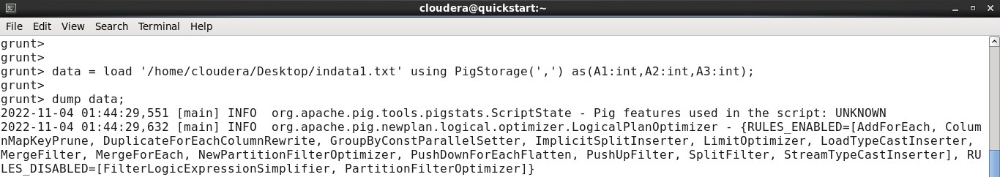 cloudera@quickstart:~
File Edit View Search Terminal Help
grunt>
grunt>
grunt> data = load '/home/cloudera/Desktop/indata1.txt' using PigStorage(',') as(A1:int,A2:int,A3:int);
grunt>
grunt> dump data;
2022-11-04 01:44:29,551 [main] INFO  org.apache.pig.tools.pigstats.ScriptState - Pig features used in the script: UNKNOWN
2022-11-04 01:44:29,632 [main] INFO  org.apache.pig.newplan.logical.optimizer.LogicalPlanOptimizer - {RULES_ENABLED=[AddForEach, Colum
nMapKeyPrune, DuplicateForEachColumnRewrite, GroupByConstParallelSetter, ImplicitSplitInserter, LimitOptimizer, LoadTypeCastInserter,
MergeFilter, MergeForEach, NewPartitionFilterOptimizer, PushDownForEachFlatten, PushUpFilter, SplitFilter, StreamTypeCastInserter], RU
LES_DISABLED=[FilterLogicExpressionSimplifier, PartitionFilterOptimizer]}